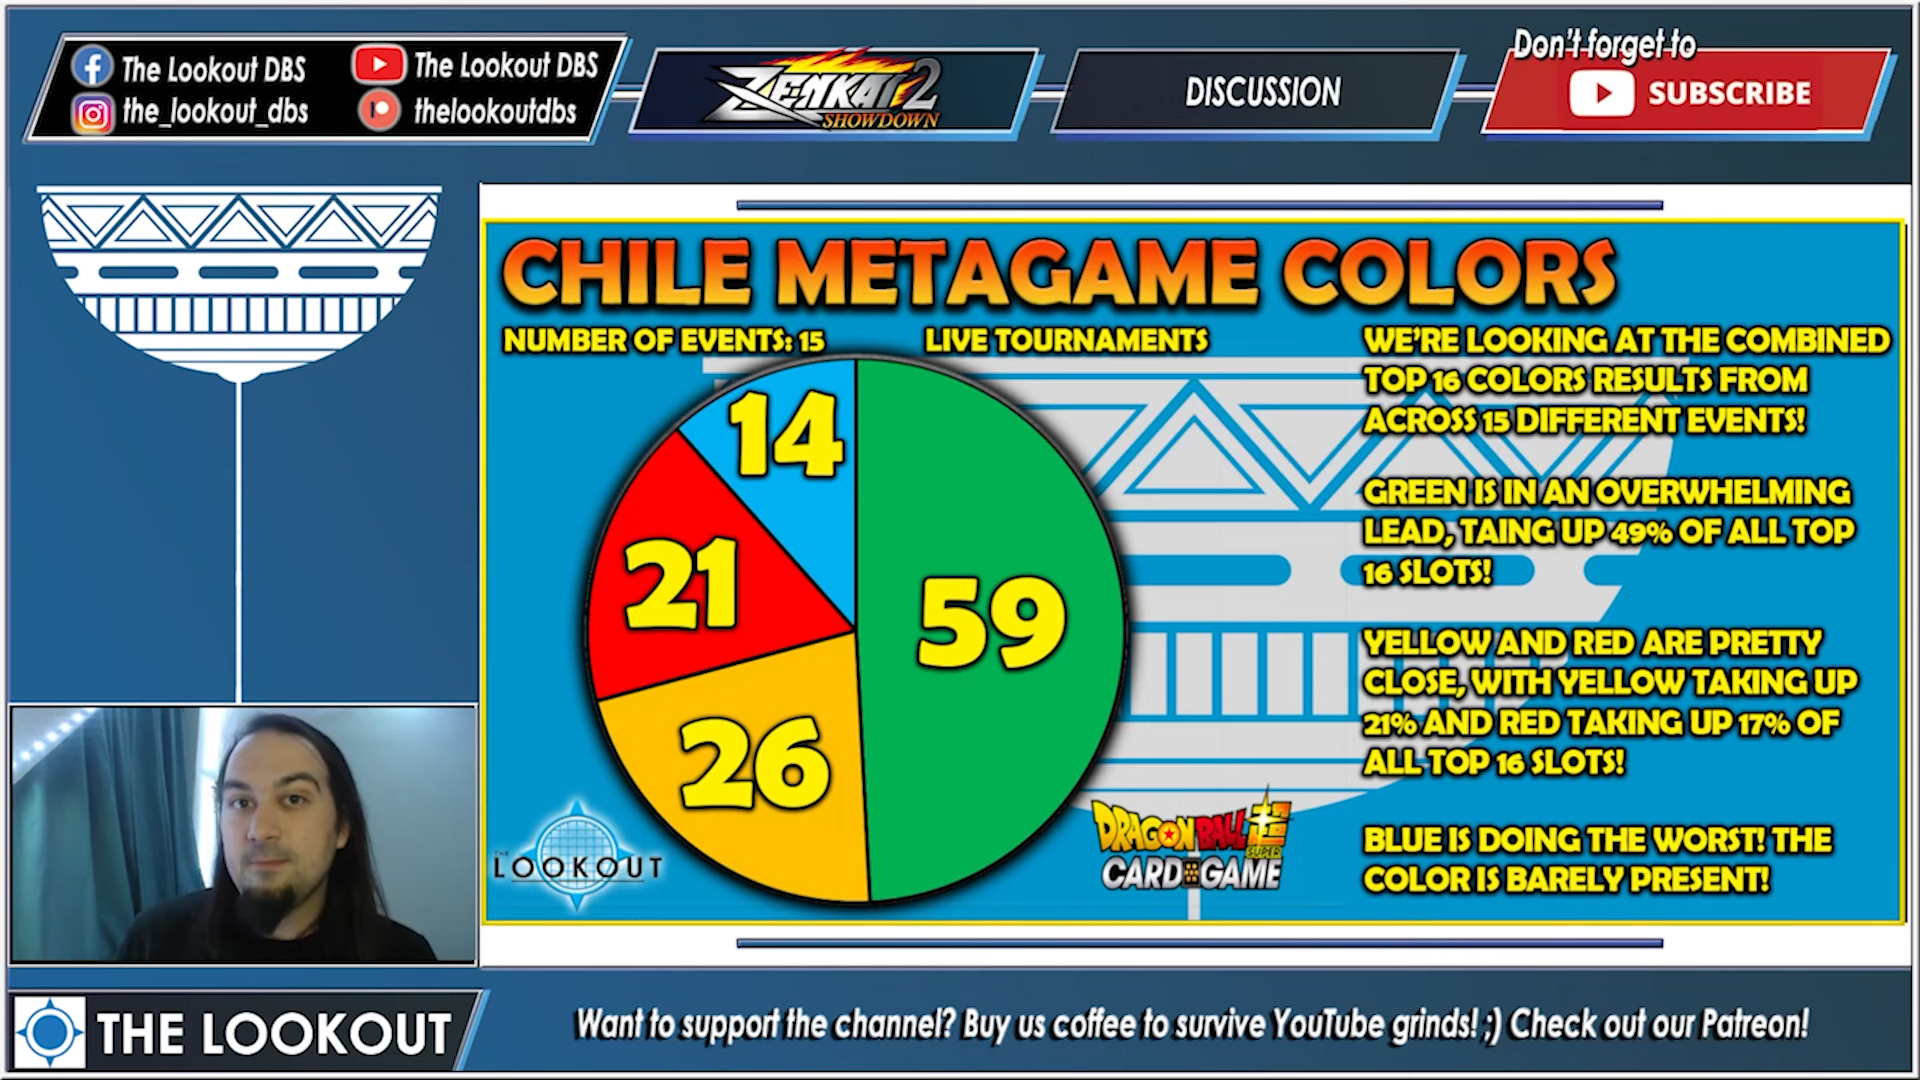 The Lookout DBS
The Lookout DBS
the_lookout_dbs
thelookoutdbs
ZENKAI 2
SHOWDOWN
DISCUSSION
Don't forget to
SUBSCRIBE
CHILE METAGAME COLORS
NUMBER OF EVENTS: 15
LIVE TOURNAMENTS
14
21
59
26
WE'RE LOOKING AT THE COMBINED
TOP 16 COLORS RESULTS FROM
ACROSS 15 DIFFERENT EVENTS!
GREEN IS IN AN OVERWHELMING
LEAD, TAING UP 49% OF ALL TOP
16 SLOTS!
YELLOW AND RED ARE PRETTY
CLOSE, WITH YELLOW TAKING UP
21% AND RED TAKING UP 17% OF
ALL TOP 16 SLOTS!
BLUE IS DOING THE WORST! THE
COLOR IS BARELY PRESENT!
THE
LOOKOUT
DRAGON BALL 超
SUPER
CARD GAME
THE LOOKOUT
Want to support the channel? Buy us coffee to survive YouTube grinds! ;) Check out our Patreon!